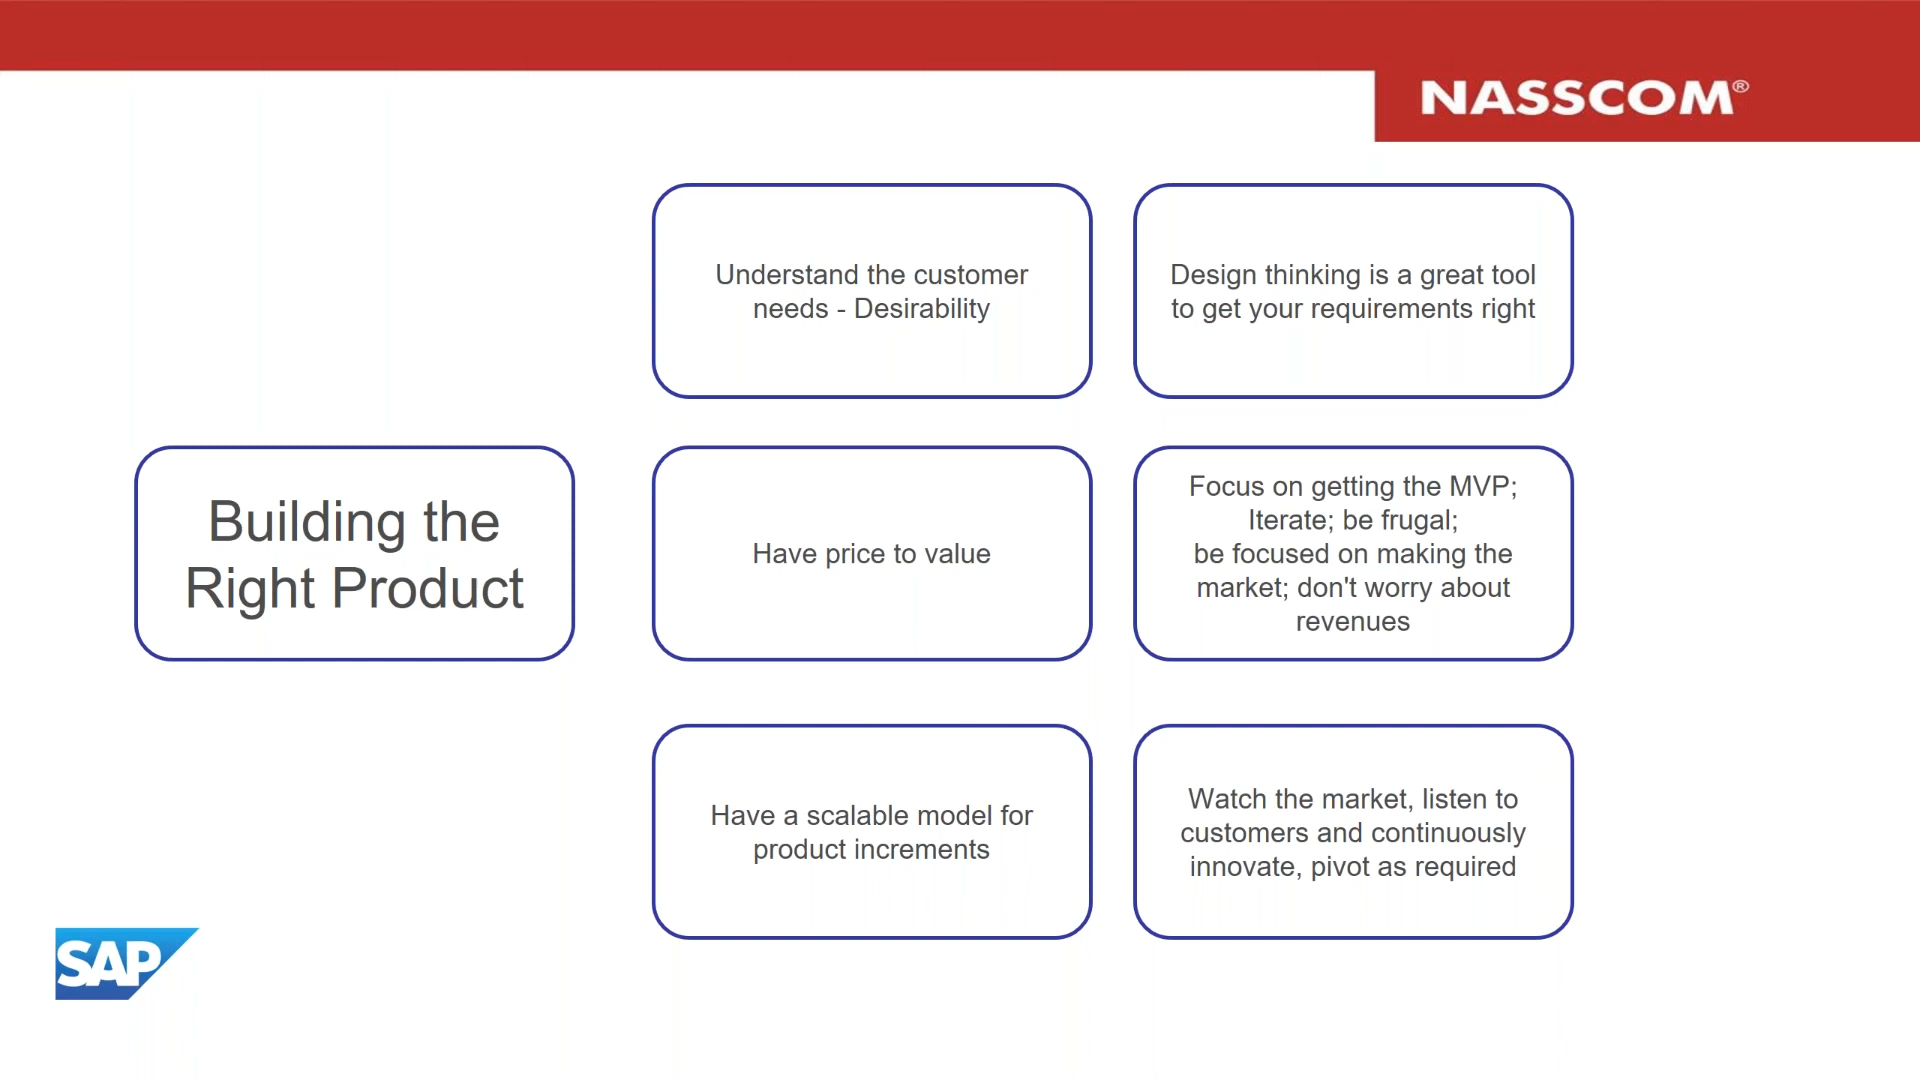 NASSCOM®
Building the
Right Product
Understand the customer
needs - Desirability
Design thinking is a great tool
to get your requirements right
Have price to value
Focus on getting the MVP;
Iterate; be frugal;
be focused on making the
market; don't worry about
revenues
Have a scalable model for
product increments
Watch the market, listen to
customers and continuously
innovate, pivot as required
SAP